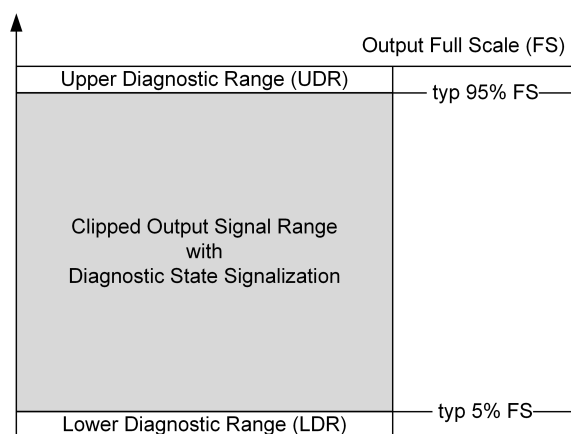 Output Full Scale (FS)
Upper Diagnostic Range (UDR)
typ 95% FS
Clipped Output Signal Range
with
Diagnostic State Signalization
typ 5% FS
Lower Diagnostic Range (LDR)